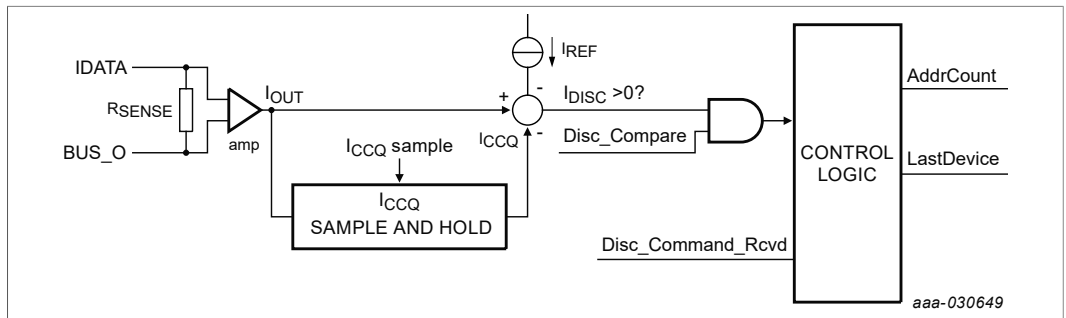 IREF
IDATA
AddrCount
RSENSE
IOUT
+
-
IDISC >0?
amp
ICCQ
-
Disc_Compare
BUS_O
ICCQ sample
CONTROL
LOGIC
LastDevice
ICCQ
SAMPLE AND HOLD
Disc_Command_Rcvd
aaa-030649